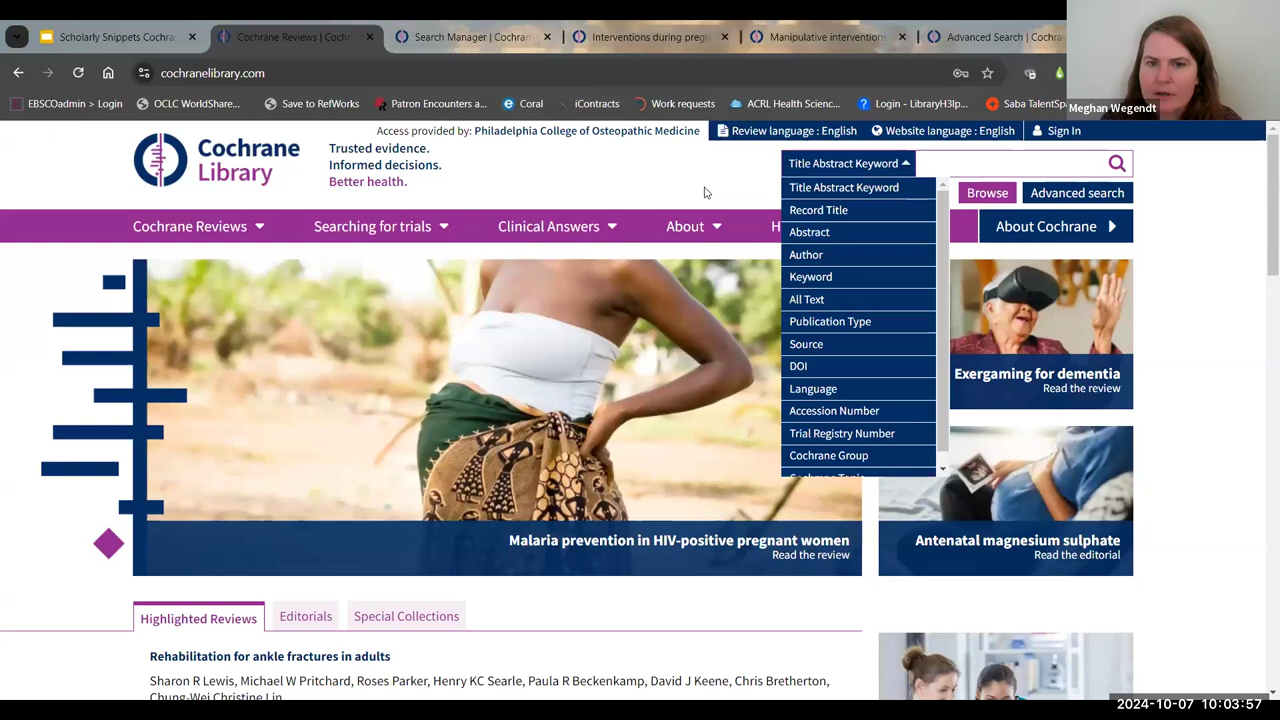 Scholarly Snippets Cochra
Cochrane Reviews | Coch
Search Manager | Cochran
Interventions during preg
Manipulative interventions
Advanced Search | Cochra
cochranelibrary.com
EBSCOadmin > Login
OCLC WorldShare...
Save to RefWorks
Patron Encounters a...
Coral
iContracts
Work requests
ACRL Health Scienc...
Login - LibraryH3lp...
Saba TalentSp
Meghan Wegendt
Access provided by: Philadelphia College of Osteopathic Medicine
Review language : English
Website language : English
Sign In
Cochrane
Library
Trusted evidence.
Informed decisions.
Better health.
Title Abstract Keyword
Browse
Advanced search
Cochrane Reviews
Searching for trials
Clinical Answers
About
H
About Cochrane
Title Abstract Keyword
Record Title
Abstract
Author
Keyword
All Text
Publication Type
Source
DOI
Language
Accession Number
Trial Registry Number
Cochrane Group
Cochrane Topic
Malaria prevention in HIV-positive pregnant women
Read the review
Exergaming for dementia
Read the review
Antenatal magnesium sulphate
Read the editorial
Highlighted Reviews
Editorials
Special Collections
Rehabilitation for ankle fractures in adults
Sharon R Lewis, Michael W Pritchard, Roses Parker, Henry KC Searle, Paula R Beckenkamp, David J Keene, Chris Bretherton,
Chung-Wei Christine Lin
2024-10-07 10:03:57